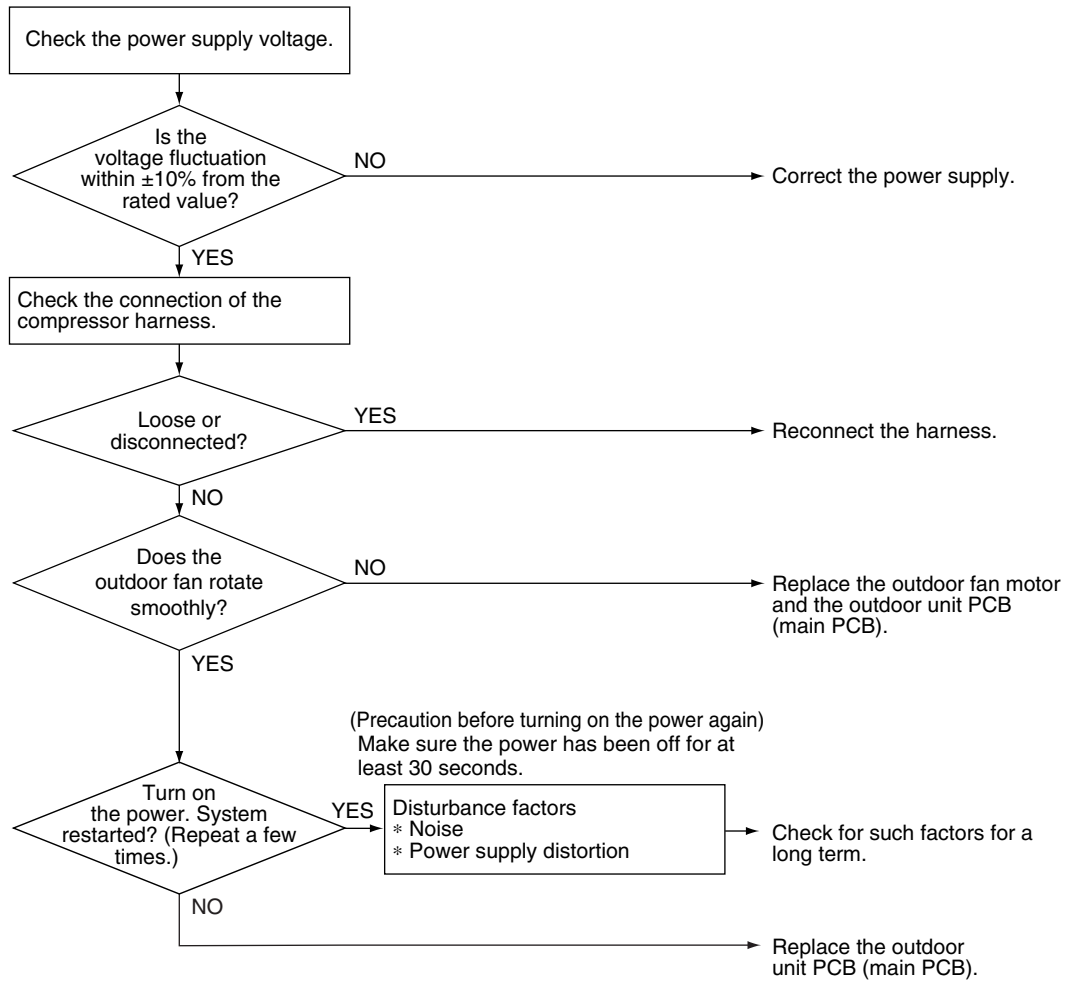 Check the power supply voltage.
Is the
voltage fluctuation
within ±10% from the
rated value?
NO
Correct the power supply.
YES
Check the connection of the
compressor harness.
Loose or
disconnected?
YES
Reconnect the harness.
NO
Does the
outdoor fan rotate
smoothly?
NO
Replace the outdoor fan motor
and the outdoor unit PCB
(main PCB).
YES
(Precaution before turning on the power again)
Make sure the power has been off for at
least 30 seconds.
Turn on
the power. System
restarted? (Repeat a few
times.)
YES
Disturbance factors
* Noise
* Power supply distortion
Check for such factors for a
long term.
NO
Replace the outdoor
unit PCB (main PCB).